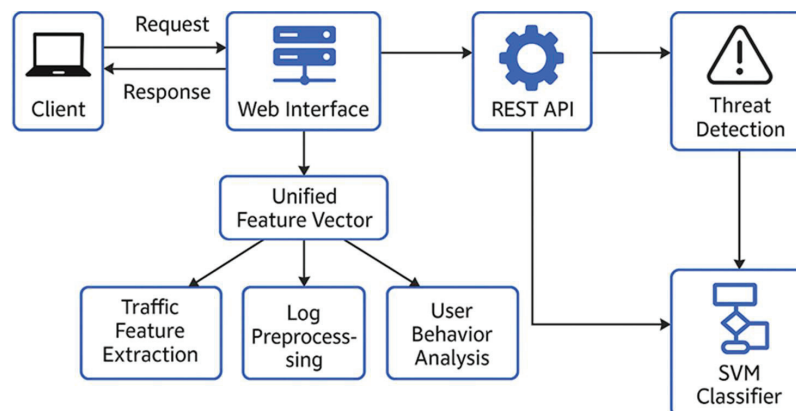 Request
Response
Client
Web Interface
REST API
Threat
Detection
Unified
Feature Vector
Traffic
Feature
Extraction
Log
Preprocess-
sing
User
Behavior
Analysis
SVM
Classifier